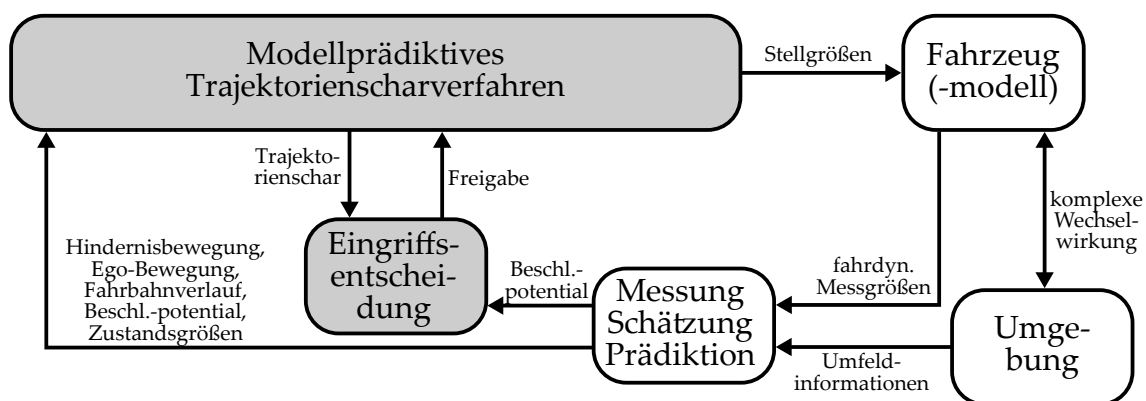 Modellprädiktives
Trajektorienscharverfahren
Stellgrößen
Fahrzeug
(-modell)
Trajekto-
rienschar
Freigabe
komplexe
Wechsel-
wirkung
Eingriffs-
entschei-
dung
Hindernisbewegung,
Ego-Bewegung,
Fahrbahnverlauf,
Beschl.-potential,
Zustandsgrößen
Beschl.-
potential
Messung
Schätzung
Prädiktion
fahrdyn.
Messgrößen
Umge-
bung
Umfeld-
informationen